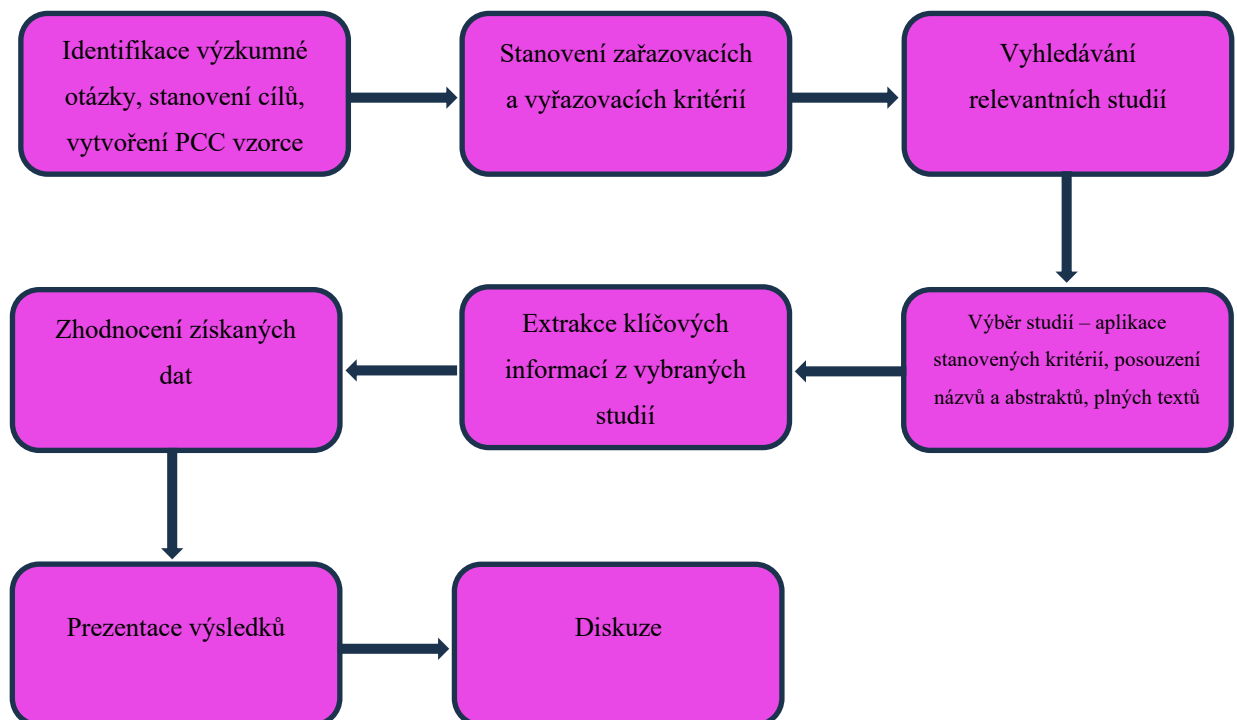 Identifikace výzkumné
otázky, stanovení cílů,
vytvoření PCC vzorce
Stanovení zařazovacích
a vyřazovacích kritérií
Vyhledávání
relevantních studií
Výběr studií – aplikace
stanovených kritérií, posouzení
názvů a abstraktů, plných textů
Extrakce klíčových
informací z vybraných
studií
Zhodnocení získaných
dat
Prezentace výsledků
Diskuze